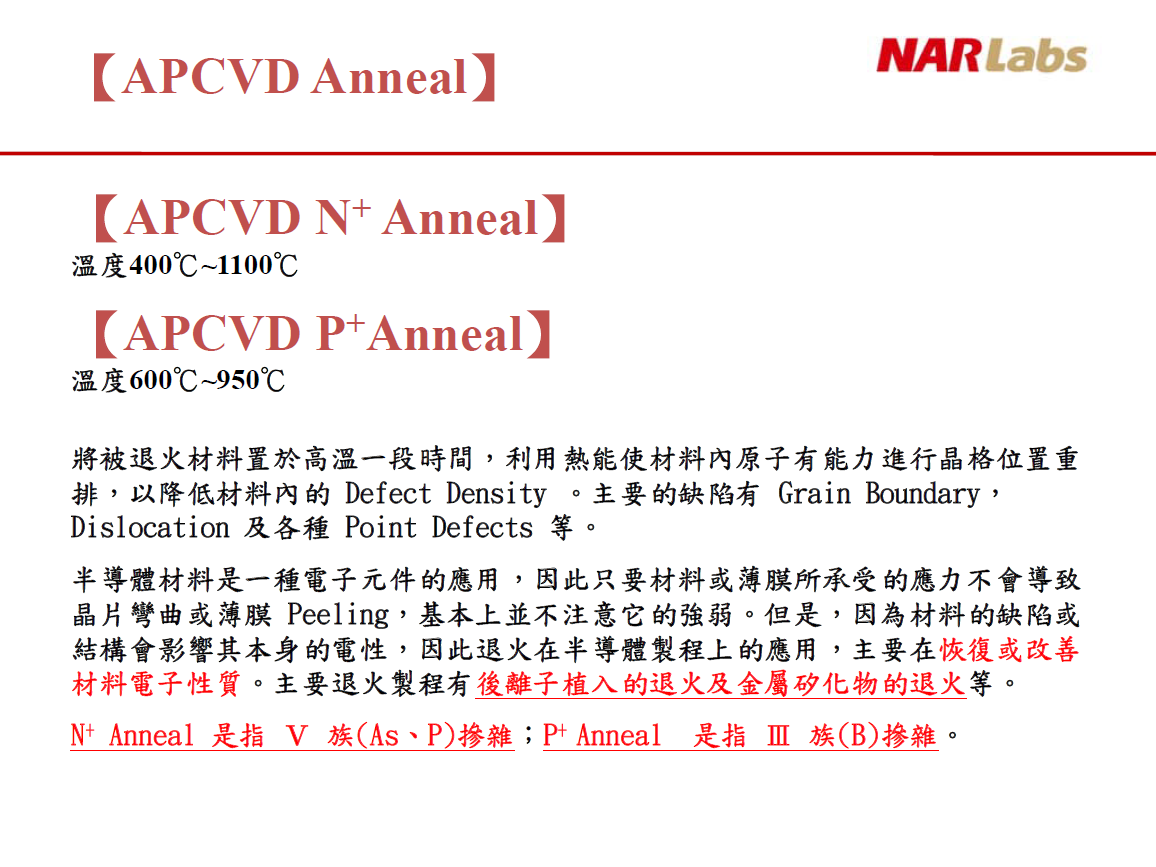 【APCVD Anneal】
NARLabs
【APCVD N⁺ Anneal】
溫度400℃~1100℃
【APCVD P⁺Anneal】
溫度600℃~950℃
將被退火材料置於高溫一段時間，利用熱能使材料內原子有能力進行晶格位置重
排，以降低材料內的 Defect Density 。主要的缺陷有 Grain Boundary，
Dislocation 及各種 Point Defects 等。
半導體材料是一種電子元件的應用，因此只要材料或薄膜所承受的應力不會導致
晶片彎曲或薄膜 Peeling，基本上並不注意它的強弱。但是，因為材料的缺陷或
結構會影響其本身的電性，因此退火在半導體製程上的應用，主要在恢復或改善
材料電子性質。主要退火製程有後離子植入的退火及金屬矽化物的退火等。
N⁺ Anneal 是指 Ⅴ 族(As、P)摻雜；P⁺ Anneal 是指 Ⅲ 族(B)摻雜。